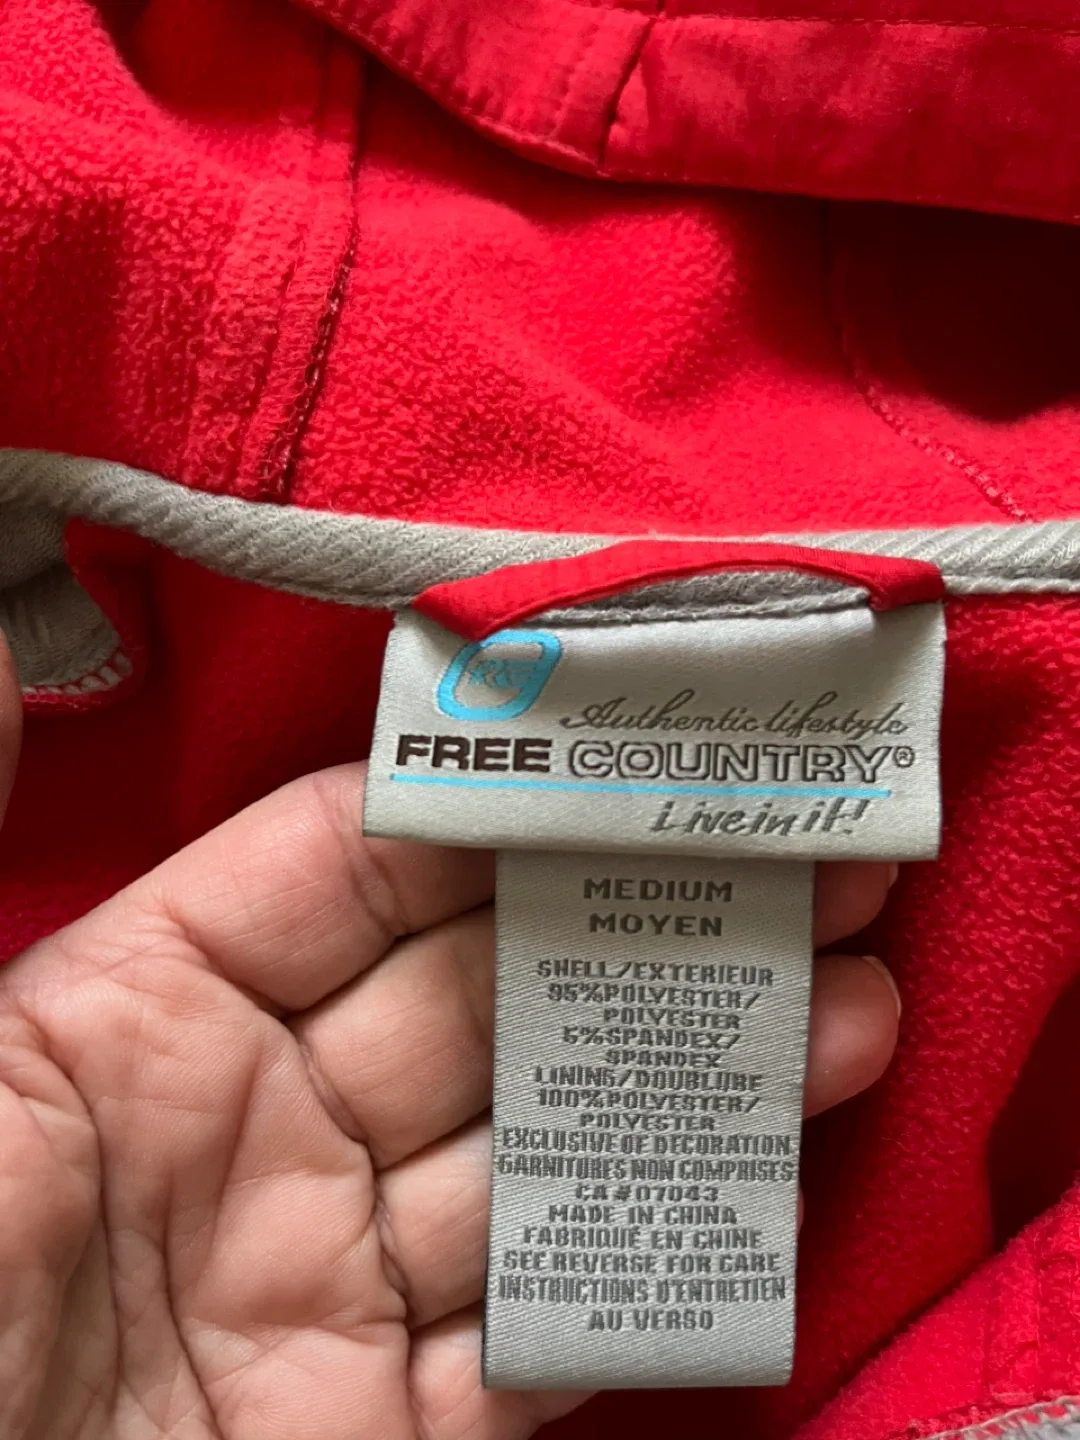 Authentic lifestyle
FREE COUNTRY®
Live in it!
MEDIUM
MOYEN
SHELL/EXTERIEUR
95%POLYESTER/
POLYESTER
5%SPANDEX/
SPANDEX
LINING/DOUBLURE
100%POLYESTER/
POLYESTER
EXCLUSIVE OF DECORATION
GARNITURES NON COMPRISES
CA#07043
MADE IN CHINA
FABRIQUÉ EN CHINE
SEE REVERSE FOR CARE
INSTRUCTIONS D'ENTRETIEN
AU VERSO